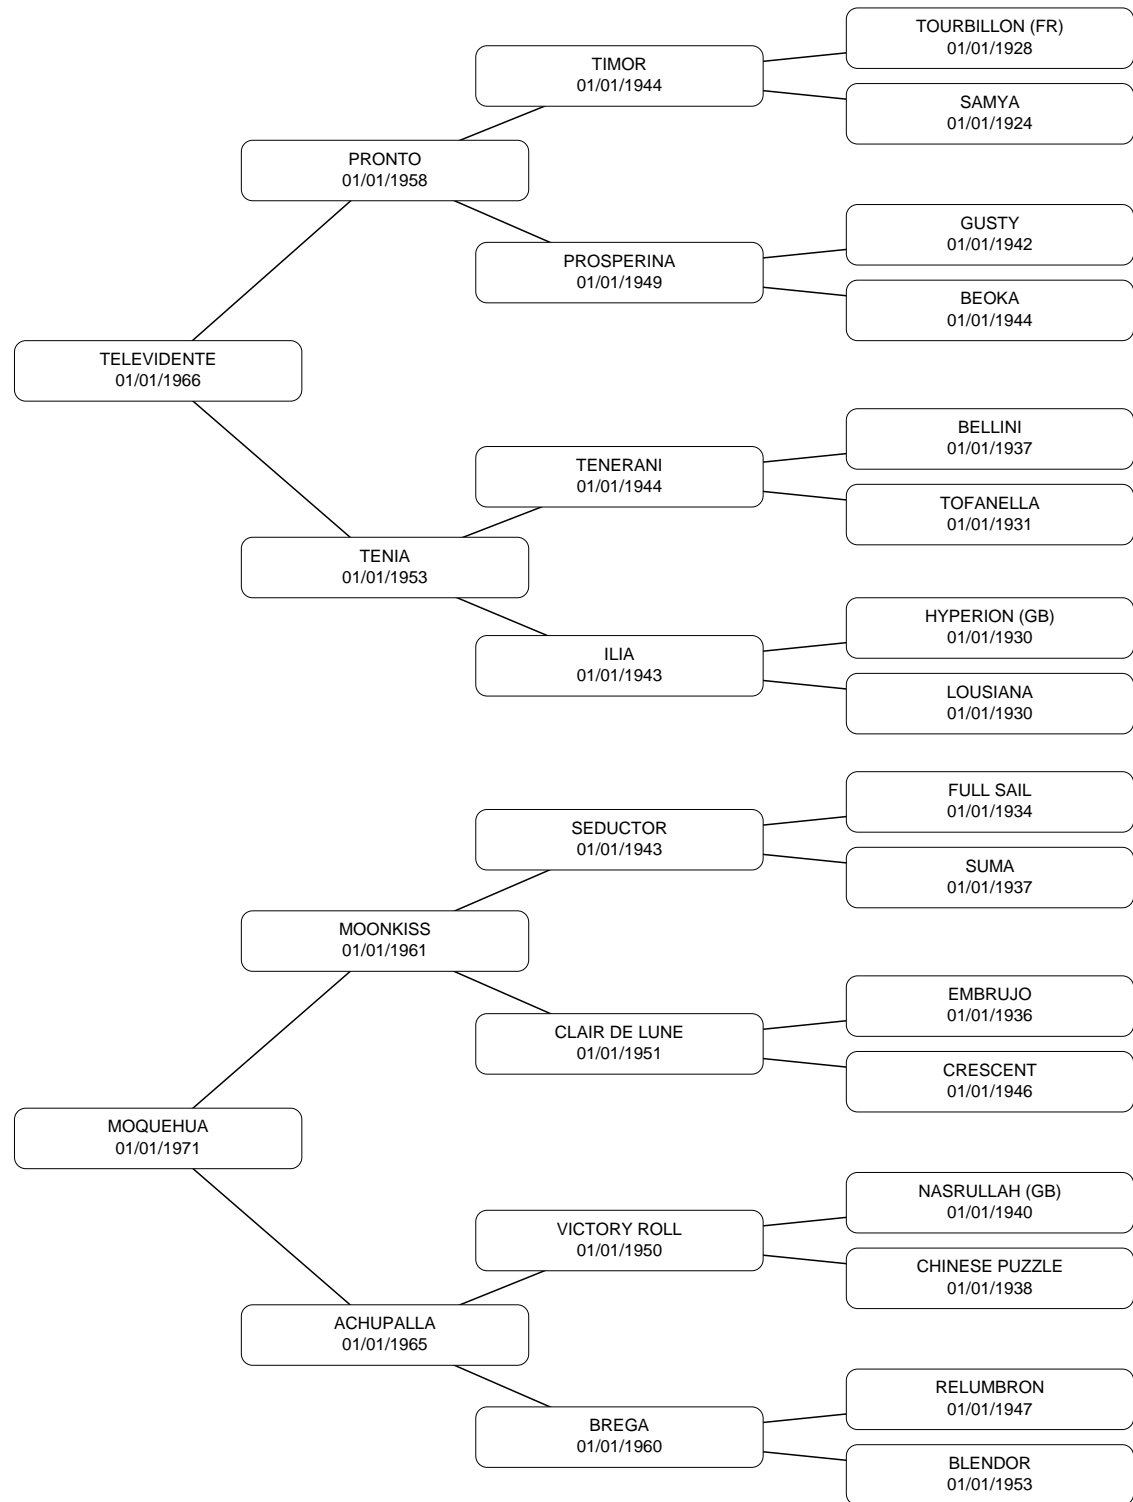 TOURBILLON (FR)
01/01/1928
TIMOR
01/01/1944
SAMYA
01/01/1924
PRONTO
01/01/1958
GUSTY
01/01/1942
PROSPERINA
01/01/1949
BEOKA
01/01/1944
TELEVIDENTE
01/01/1966
BELLINI
01/01/1937
TENERANI
01/01/1944
TOFANELLA
01/01/1931
TENIA
01/01/1953
HYPERION (GB)
01/01/1930
ILIA
01/01/1943
LOUSIANA
01/01/1930
FULL SAIL
01/01/1934
SEDUCTOR
01/01/1943
SUMA
01/01/1937
MOONKISS
01/01/1961
EMBRUJO
01/01/1936
CLAIR DE LUNE
01/01/1951
CRESCENT
01/01/1946
MOQUEHUA
01/01/1971
NASRULLAH (GB)
01/01/1940
VICTORY ROLL
01/01/1950
CHINESE PUZZLE
01/01/1938
ACHUPALLA
01/01/1965
RELUMBRON
01/01/1947
BREGA
01/01/1960
BLENDOR
01/01/1953